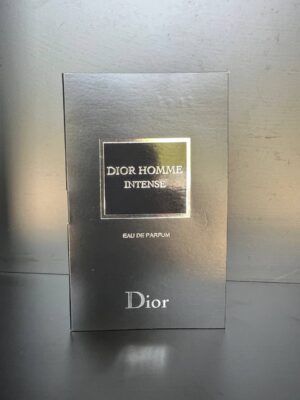 DIOR HOMME
INTENSE
EAU DE PARFUM
Dior